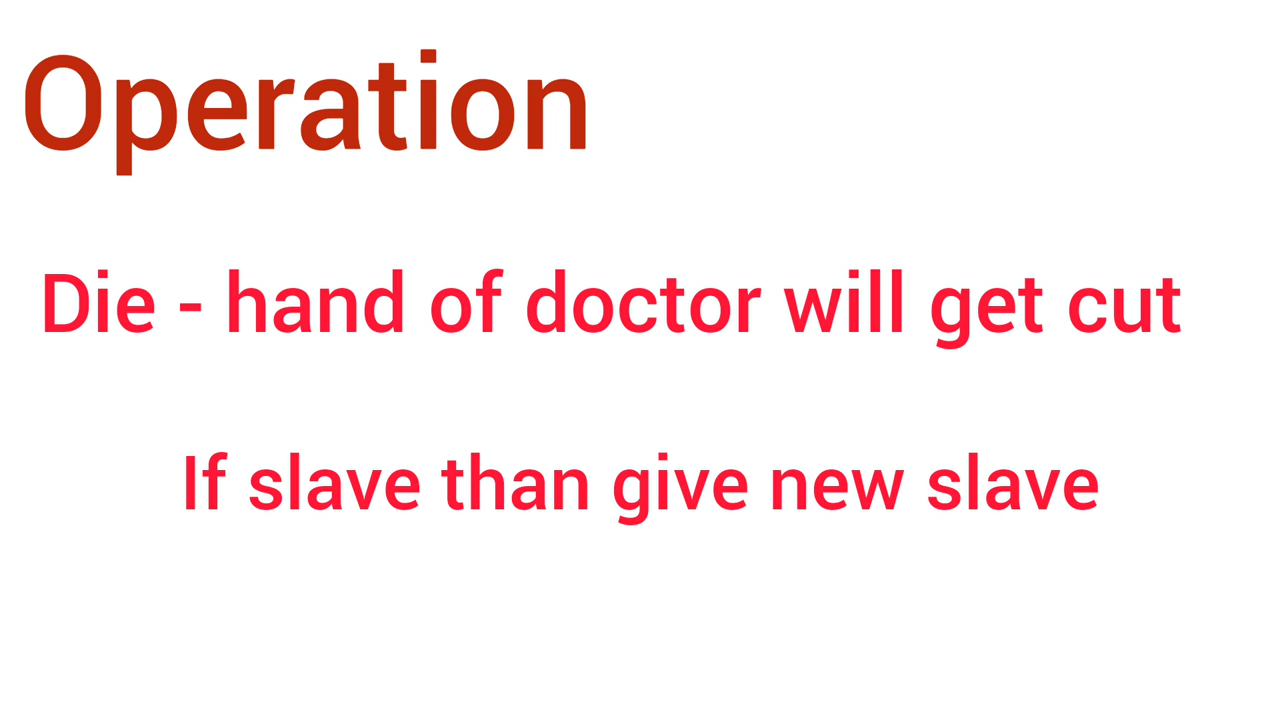 Operation
Die - hand of doctor will get cut
If slave than give new slave